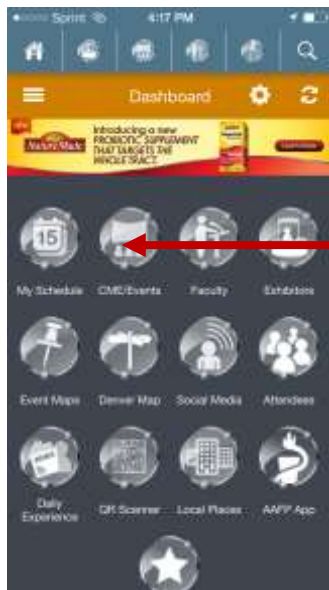 Sprint 4:17 PM
Dashboard
Nature Made
Introducing a new
PROBIOTIC SUPPLEMENT
THAT TARGETS THE
WHOLE TRACT.
15
My Schedule CME/Events Faculty Exhibitors
Event Maps Denver Map Social Media Attendees
Daily
Experience QR Scanner Local Places AAFP App